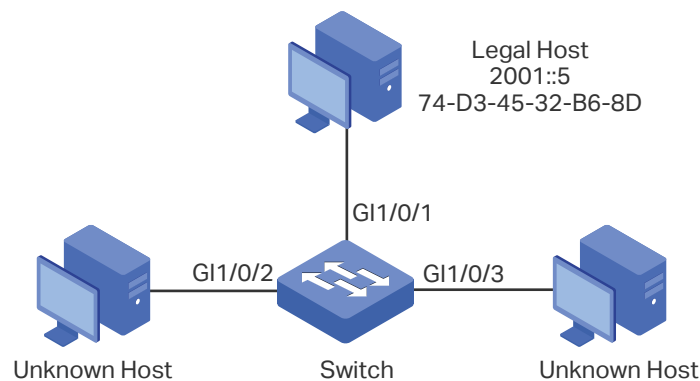 Legal Host
2001::5
74-D3-45-32-B6-8D
GI1/0/1
GI1/0/2
GI1/0/3
Unknown Host
Switch
Unknown Host